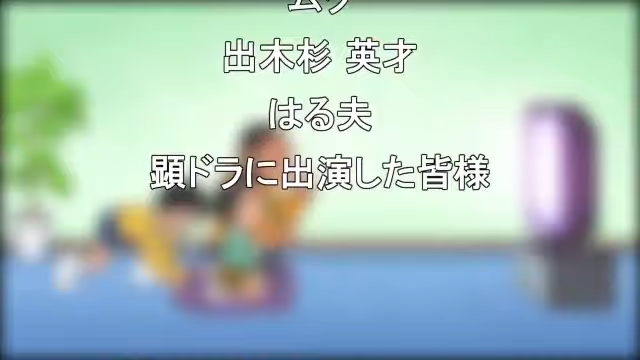 出木杉 英才
はる夫
顕ドラに出演した皆様